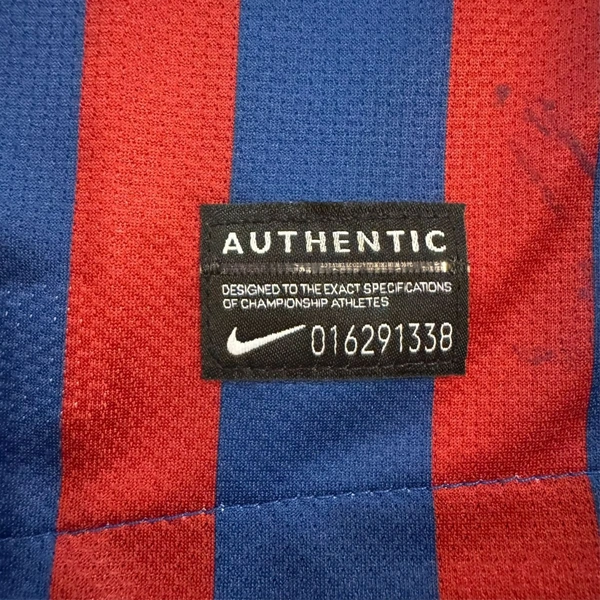 AUTHENTIC
DESIGNED TO THE EXACT SPECIFICATIONS
OF CHAMPIONSHIP ATHLETES
016291338